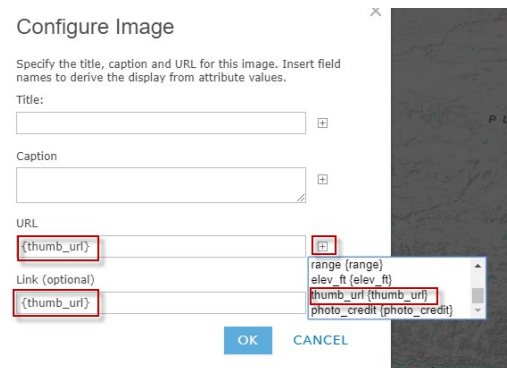 Configure Image
Specify the title, caption and URL for this image. Insert field
names to derive the display from attribute values.
Title:
Caption
URL
{thumb_url}
range {range}
elev_ft {elev_ft}
Link (optional)
thumb_url {thumb_url}
{thumb_url}
photo_credit {photo_credit}
OK CANCEL
P L